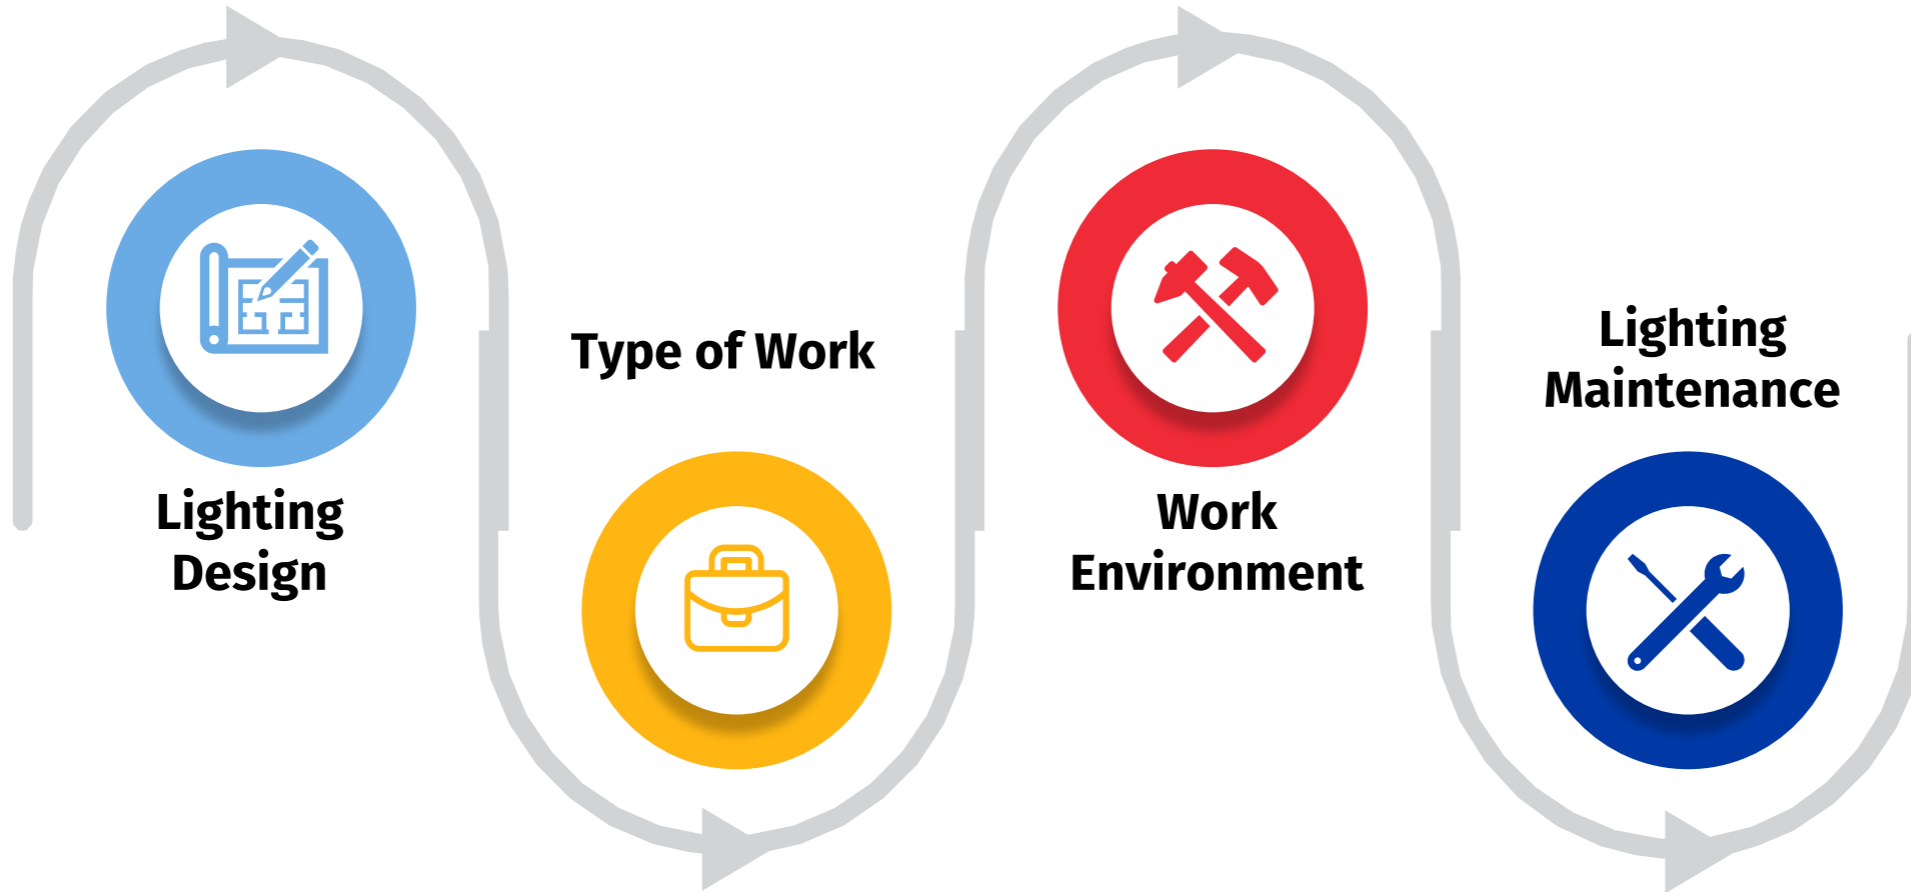 Lighting
Design
Type of Work
Work
Environment
Lighting
Maintenance